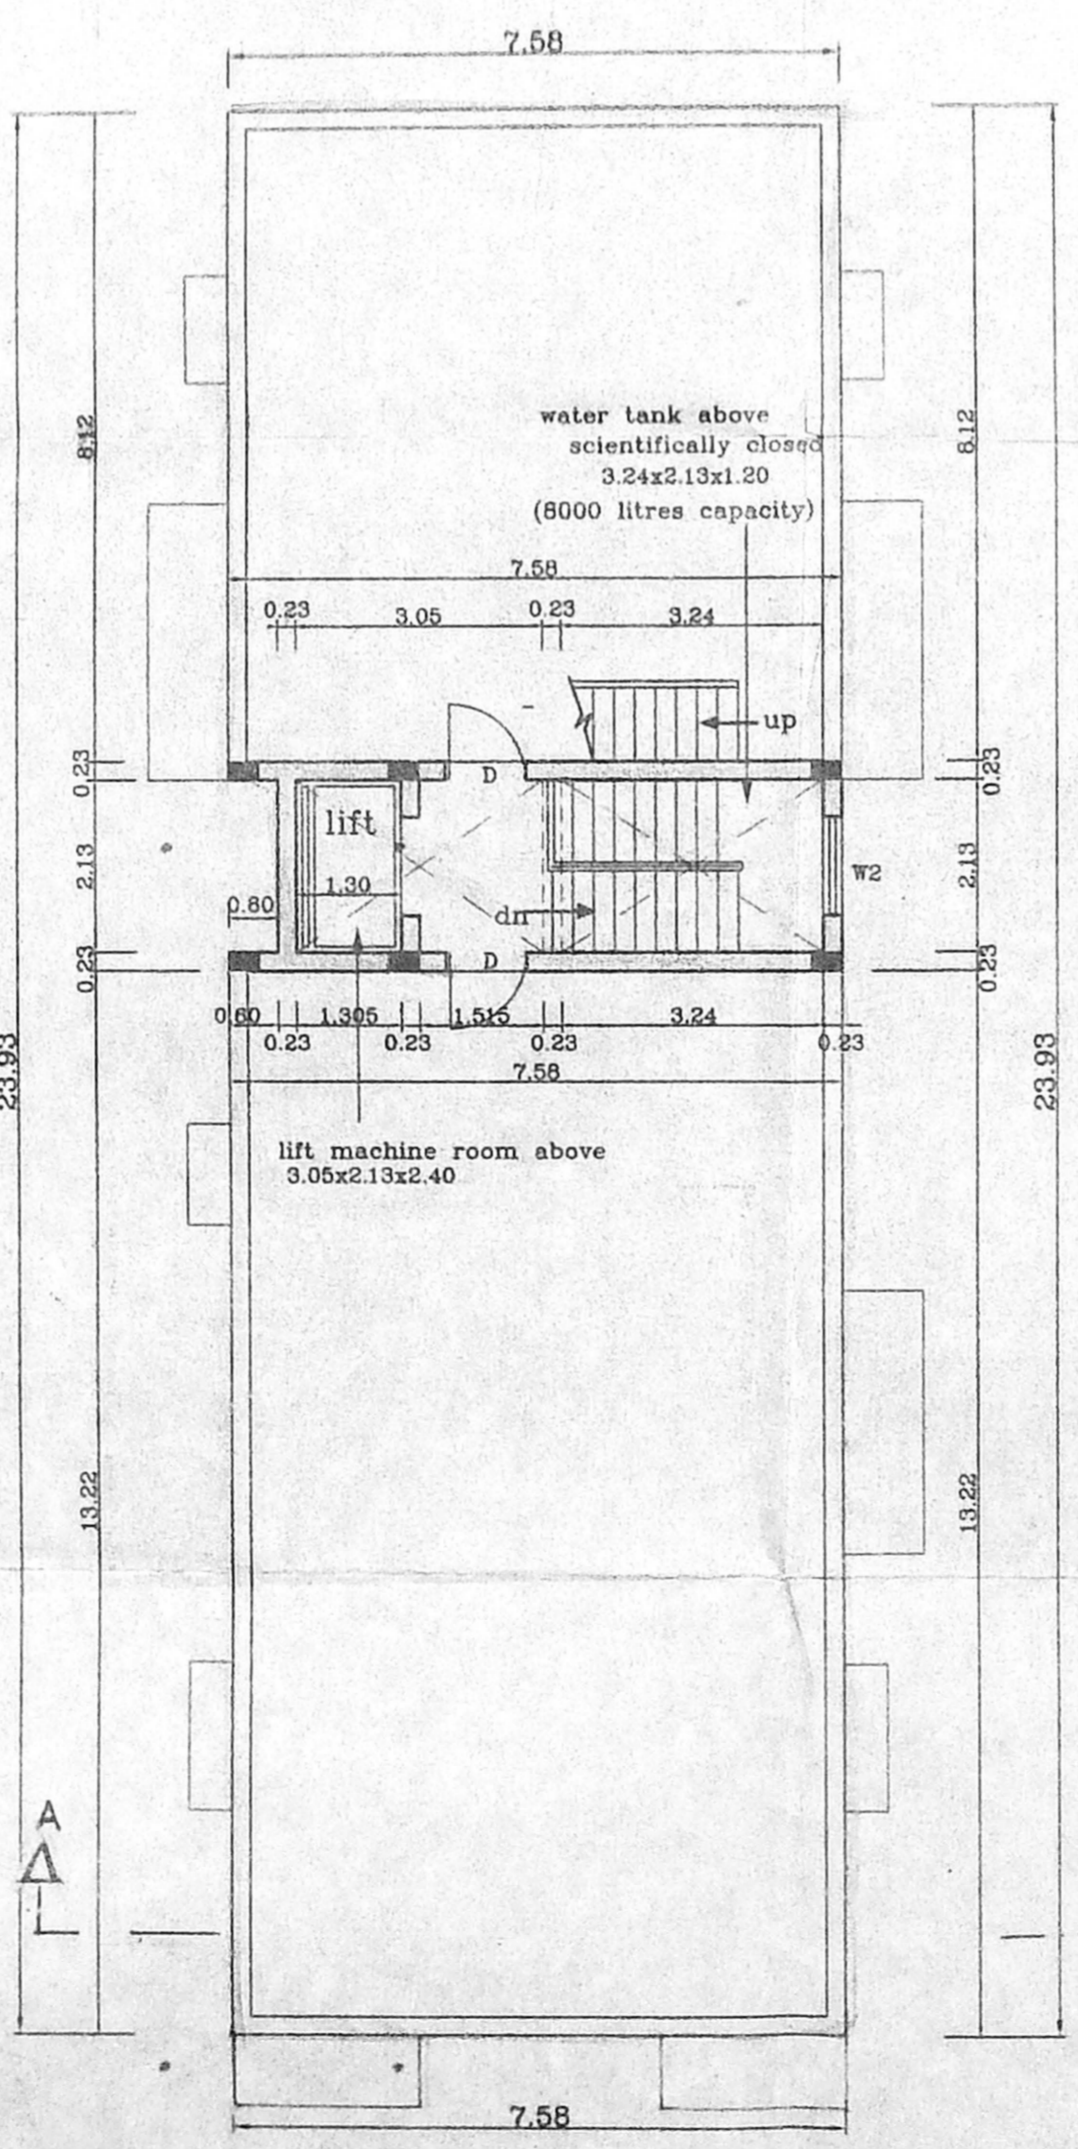 7.58
8.12
8.12
water tank above
scientifically closed
3.24x2.13x1.20
(8000 litres capacity)
7.58
0.23 3.05 0.23 3.24
up
0.23
D
0.23
lift
2.13
1.30
W2
2.13
0.60
dn
0.23
D
0.23
0.60 1.305 1.515 3.24
0.23 0.23 0.23 0.23
7.58
23.93
23.93
lift machine room above
3.05x2.13x2.40
13.22
13.22
A
7.58